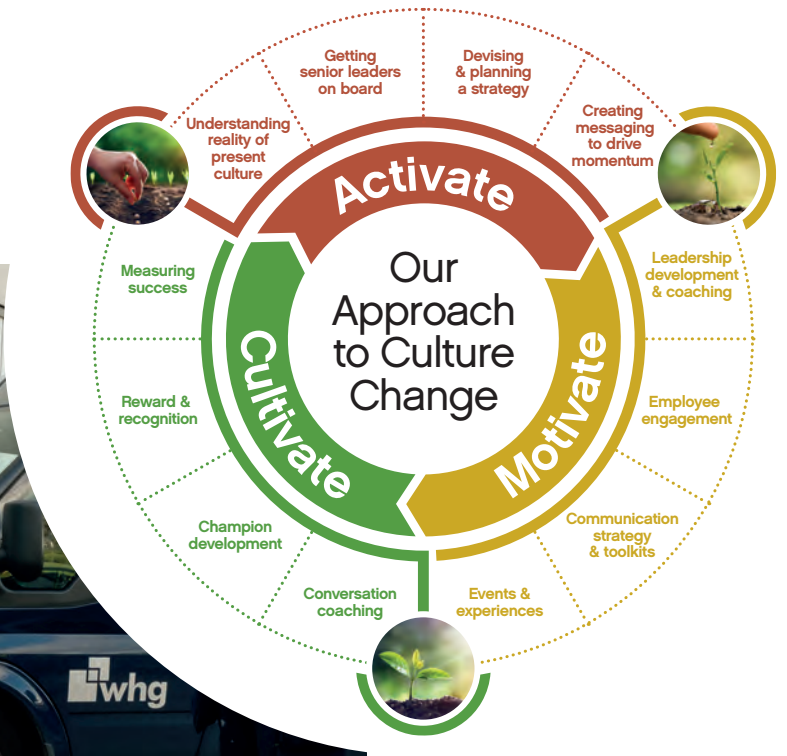 Getting
senior leaders
on board
Devising
& planning
a strategy
Understanding
reality of
present
culture
Creating
messaging
to drive
momentum
Activate
Our
Approach
to Culture
Change
Leadership
development
& coaching
Employee
engagement
Communication
strategy
& toolkits
Events &
experiences
Motivate
Conversation
coaching
Champion
development
Reward &
recognition
Measuring
success
Cultivate
whg